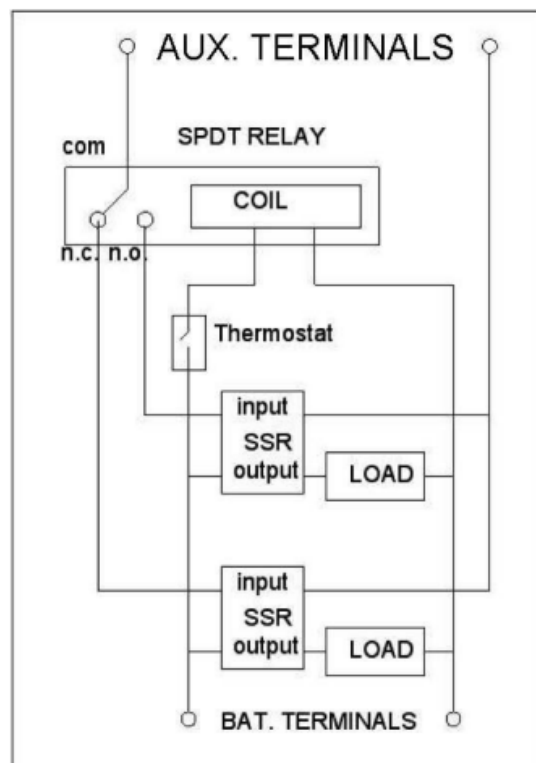 AUX. TERMINALS
SPDT RELAY
com
COIL
n.c. n.o.
Thermostat
input
SSR
output
LOAD
input
SSR
output
LOAD
BAT. TERMINALS